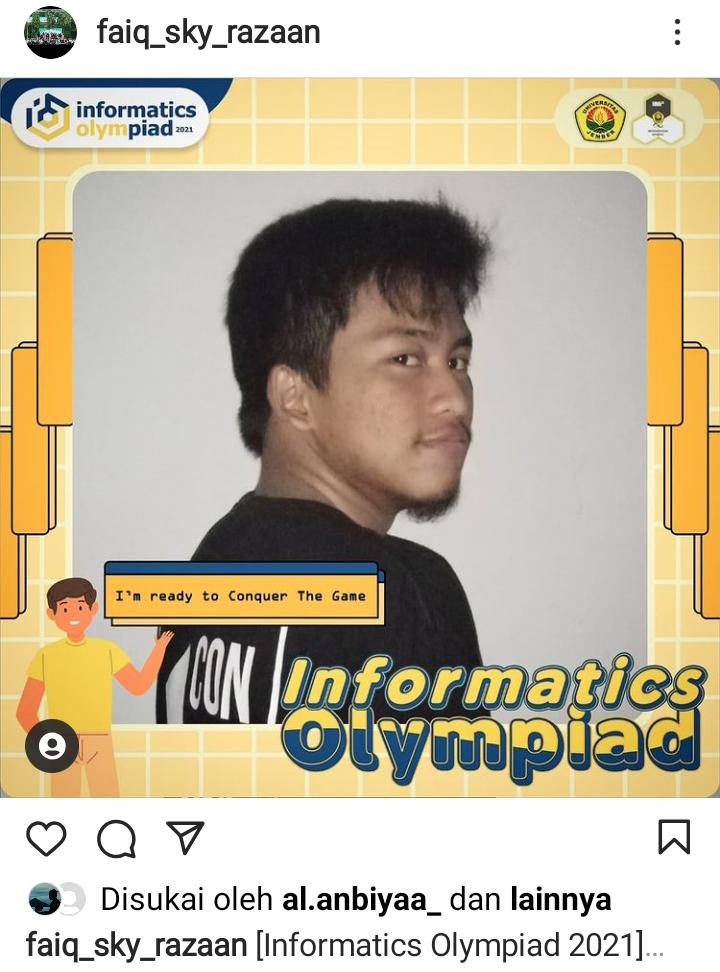 faiq_sky_razaan
informatics
olympiad 2021
UNIVERSITAS
JEMBER
I'm ready to Conquer The Game
CON
Informatics
Olympiad
Disukai oleh al.anbiyaa_ dan lainnya
faiq_sky_razaan [Informatics Olympiad 2021]...